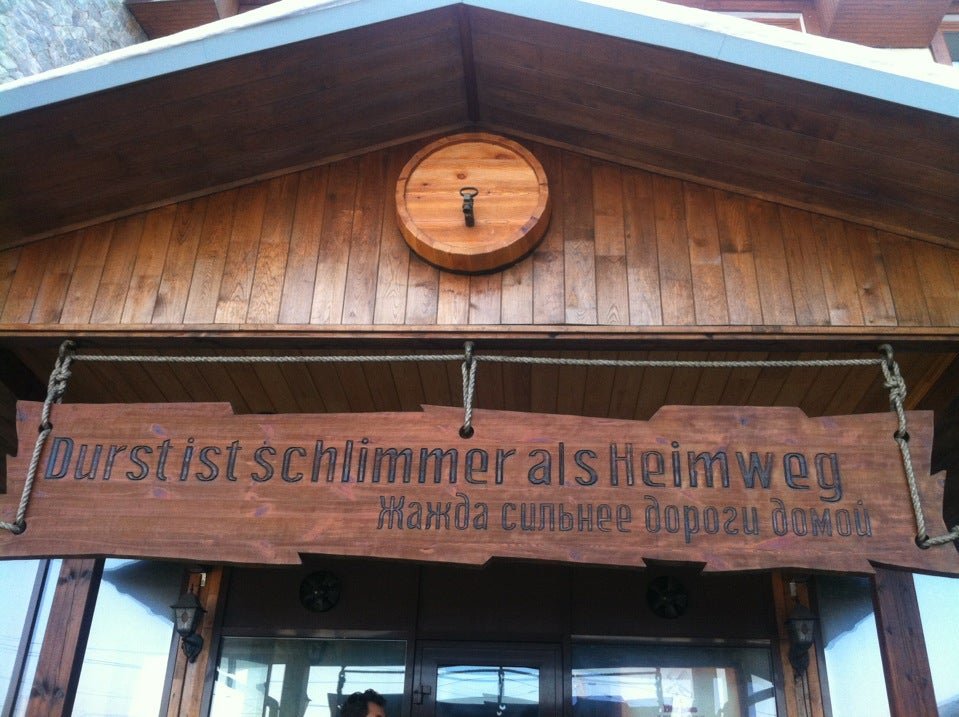 Durst ist schlimmer als Heimweg
Жажда сильнее дороги домой